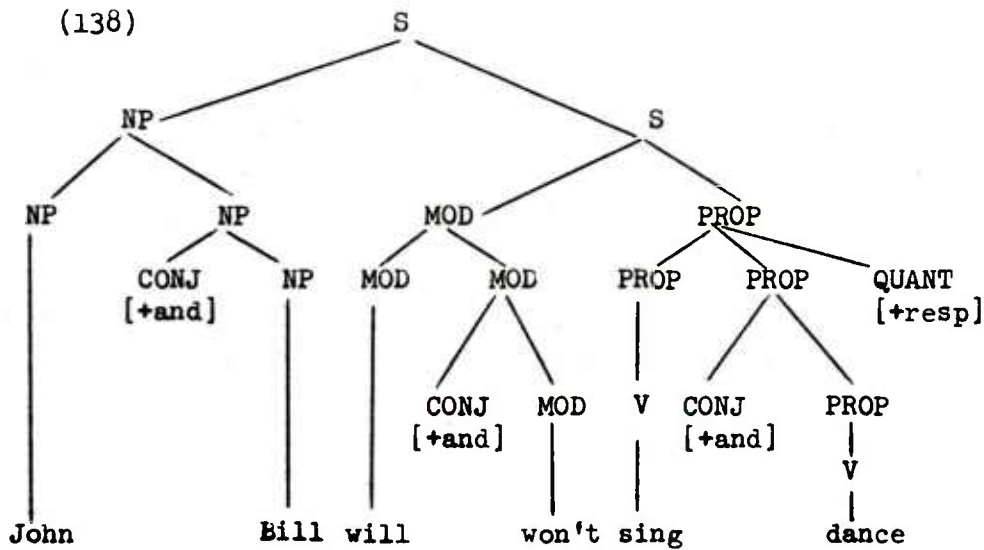 (138)
S
NP S
NP NP MOD PROP
CONJ NP MOD MOD PROP PROP QUANT
[+and] [+resp]
CONJ MOD V CONJ PROP
[+and] [+and]
V
John Bill will won't sing dance